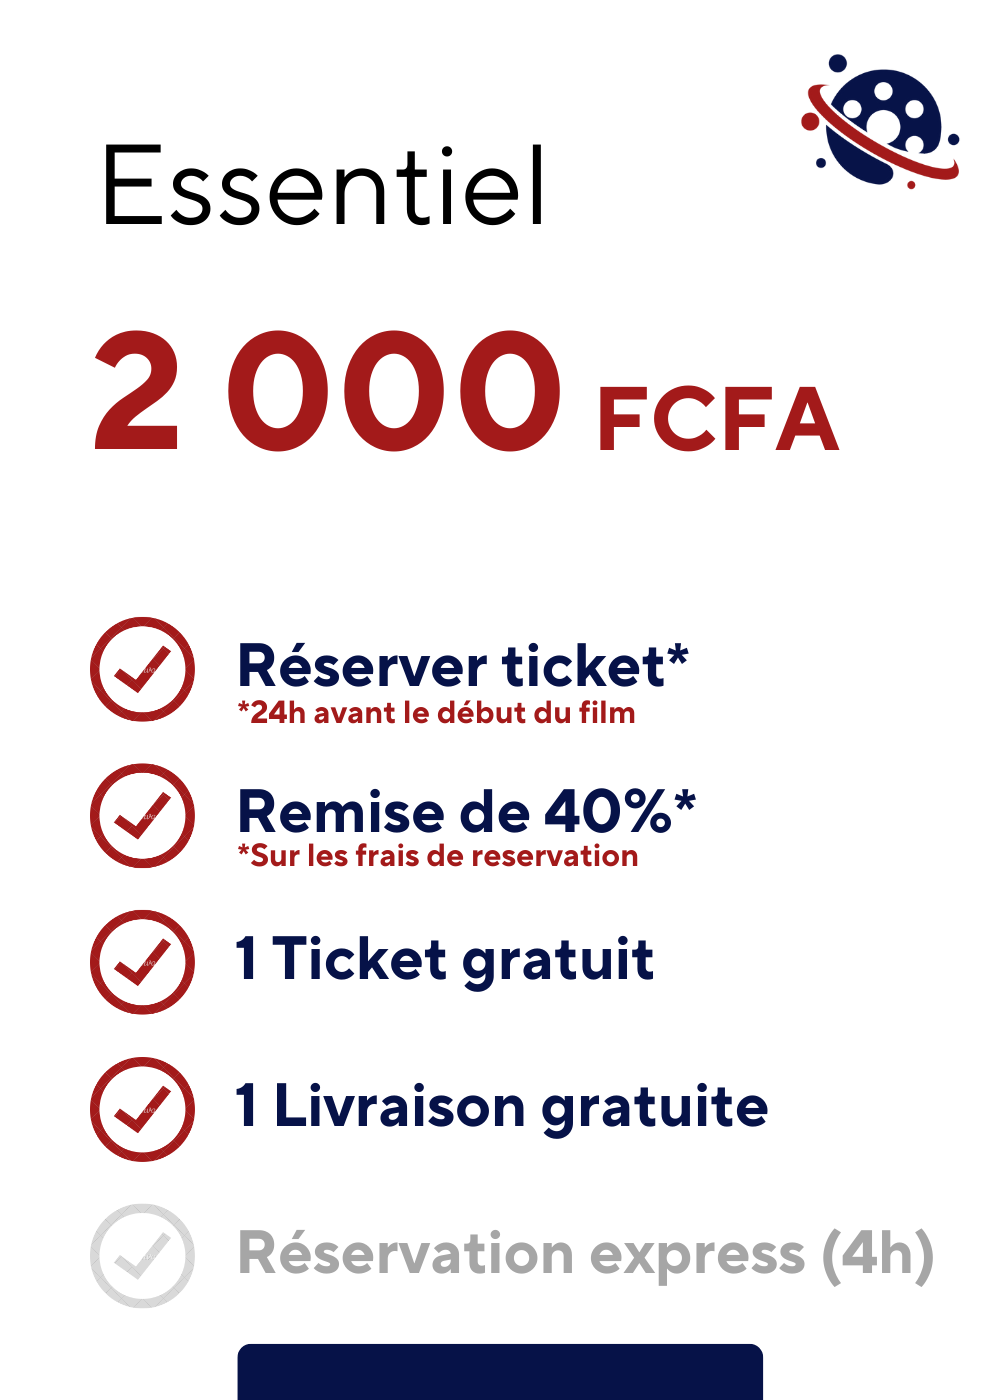 Essentiel
2 000 FCFA
Réserver ticket*
*24h avant le début du film
Remise de 40%*
*Sur les frais de reservation
1 Ticket gratuit
1 Livraison gratuite
Réservation express (4h)